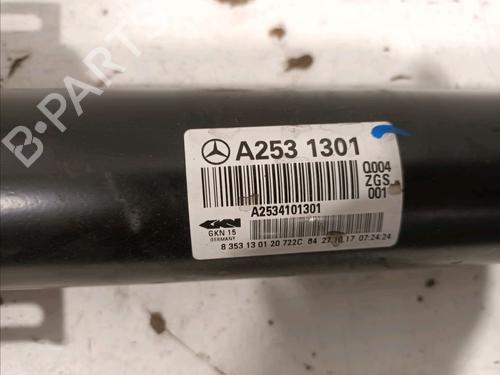 B-PARTS
A253 1301
Q004
ZGS
001
A2534101301
GKN
GKN 15
GERMANY
8 353 13 01 20 722C 84 27.10.17 07:24:24